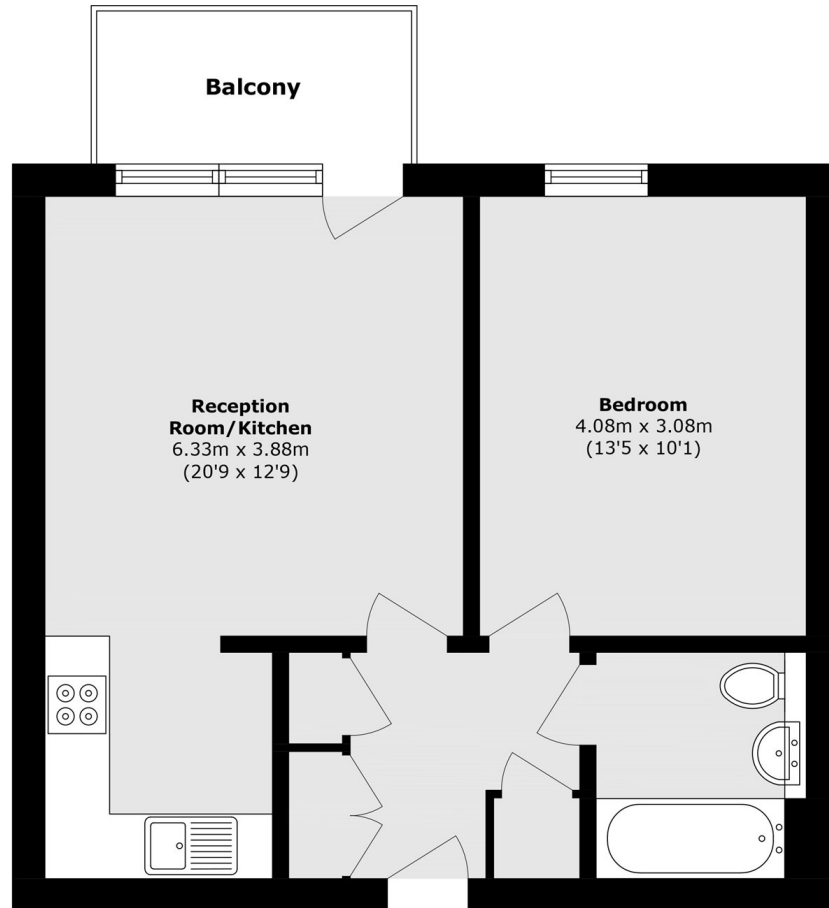 Balcony
Reception
Room/Kitchen
6.33m x 3.88m
(20'9 x 12'9)
Bedroom
4.08m x 3.08m
(13'5 x 10'1)